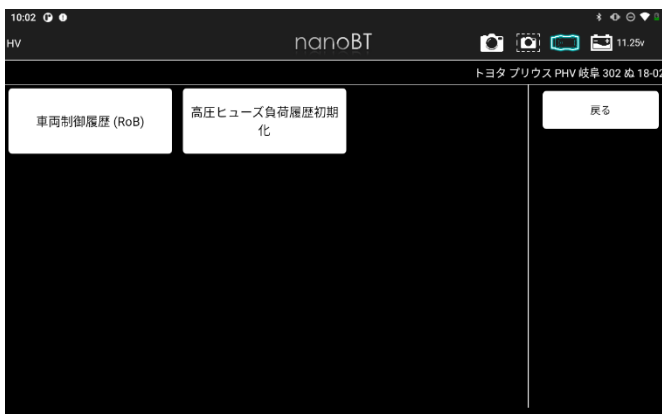 10:02
HV
nanoBT
11.25v
トヨタ プリウス PHV 岐阜 302 ぬ 18-02
車両制御履歴 (RoB)
高圧ヒューズ負荷履歴初期
化
戻る